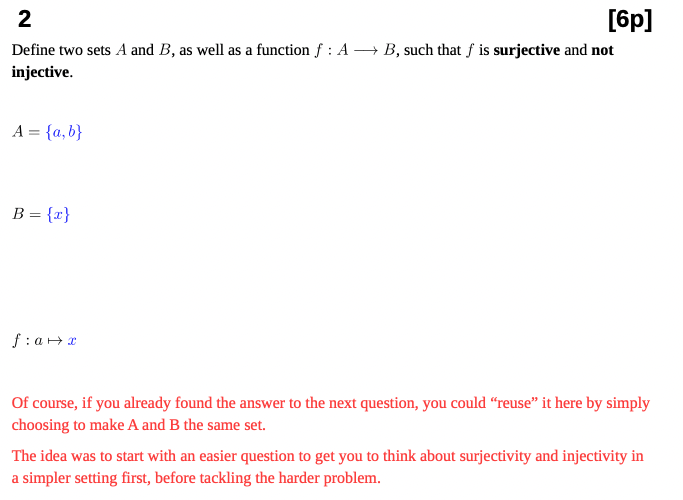 2 [6p]
Define two sets A and B, as well as a function f : A ⟶ B, such that f is surjective and not
injective.
A = {a, b}
B = {x}
f : a ↦ x
Of course, if you already found the answer to the next question, you could “reuse” it here by simply
choosing to make A and B the same set.
The idea was to start with an easier question to get you to think about surjectivity and injectivity in
a simpler setting first, before tackling the harder problem.